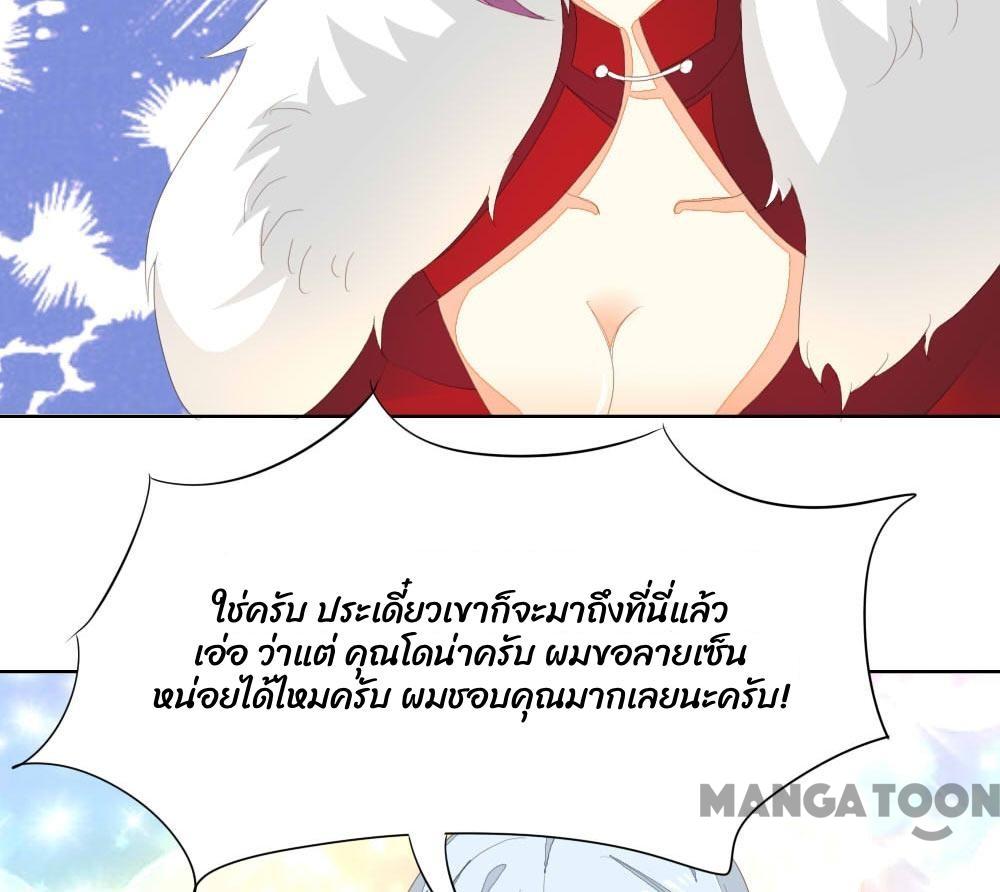 ใช่ครับ ประเดี๋ยวเขาก็จะมาถึงที่นี่แล้ว
เอ่อ ว่าแต่ คุณโดน่าครับ ผมขอลายเซ็น
หน่อยได้ไหมครับ ผมชอบคุณมากเลยนะครับ!
MANGATOON